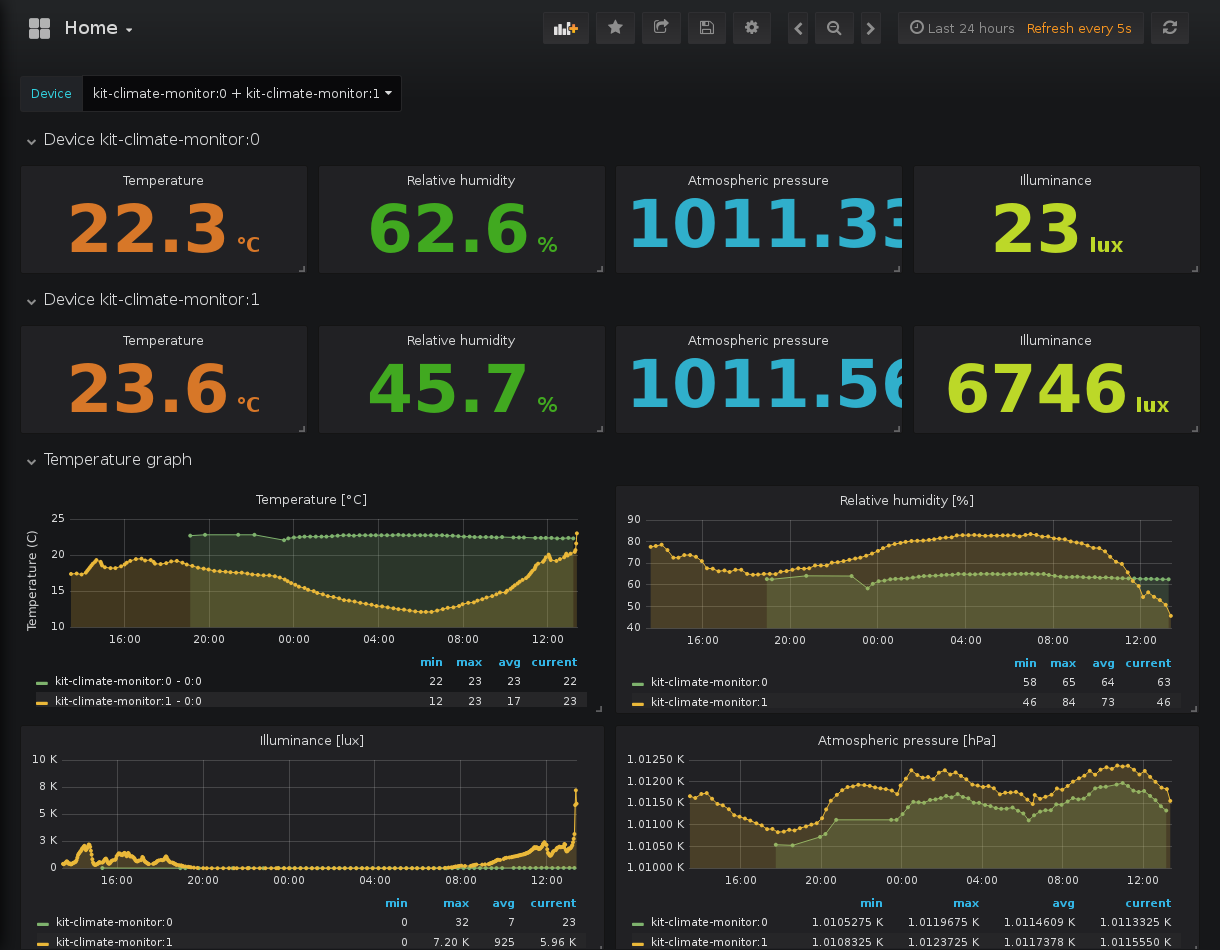 Home
Last 24 hours Refresh every 5s
Device kit-climate-monitor:0 + kit-climate-monitor:1
Device kit-climate-monitor:0
Temperature Relative humidity Atmospheric pressure Illuminance
22.3 °C 62.6 % 1011.33 23 lux
Device kit-climate-monitor:1
Temperature Relative humidity Atmospheric pressure Illuminance
23.6 °C 45.7 % 1011.56 6746 lux
Temperature graph
Temperature [°C]
Temperature (C)
25
20
15
10
16:00 20:00 00:00 04:00 08:00 12:00
min max avg current
kit-climate-monitor:0 - 0:0 22 23 23 22
kit-climate-monitor:1 - 0:0 12 23 17 23
Relative humidity [%]
90
80
70
60
50
40
16:00 20:00 00:00 04:00 08:00 12:00
min max avg current
kit-climate-monitor:0 58 65 64 63
kit-climate-monitor:1 46 84 73 46
Illuminance [lux]
10 K
8 K
5 K
3 K
0
16:00 20:00 00:00 04:00 08:00 12:00
min max avg current
kit-climate-monitor:0 0 32 7 23
kit-climate-monitor:1 0 7.20 K 925 5.96 K
Atmospheric pressure [hPa]
1.01250 K
1.01200 K
1.01150 K
1.01100 K
1.01050 K
1.01000 K
16:00 20:00 00:00 04:00 08:00 12:00
min max avg current
kit-climate-monitor:0 1.0105275 K 1.0119675 K 1.0114609 K 1.0113325 K
kit-climate-monitor:1 1.0108325 K 1.0123725 K 1.0117378 K 1.0115550 K